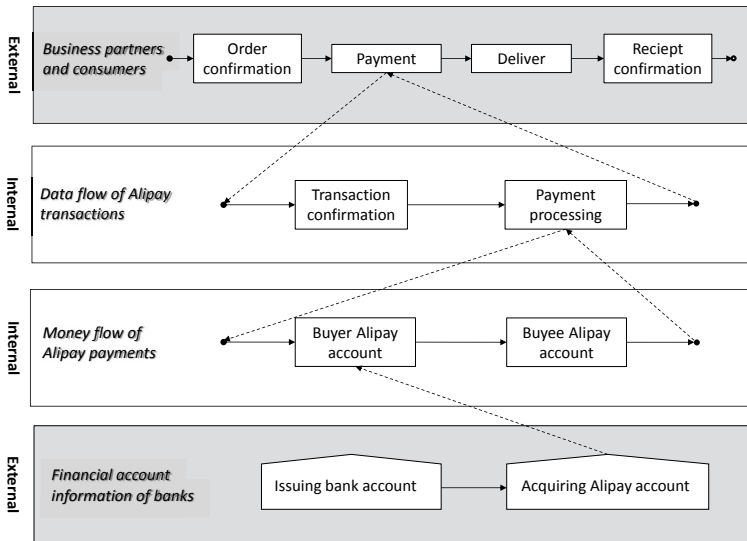 External
Business partners
and consumers
Order
confirmation
Payment
Deliver
Reciept
confirmation
Internal
Data flow of Alipay
transactions
Transaction
confirmation
Payment
processing
Internal
Money flow of
Alipay payments
Buyer Alipay
account
Buyee Alipay
account
External
Financial account
information of banks
Issuing bank account
Acquiring Alipay account